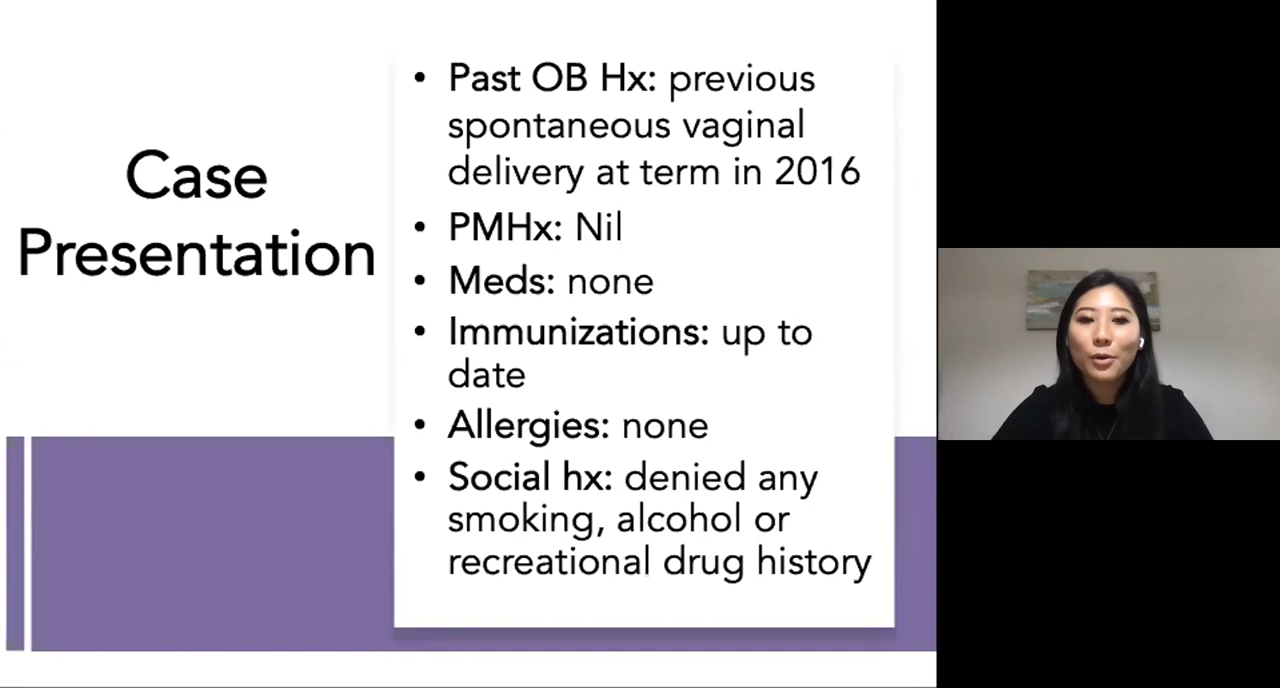 Case
Presentation
• Past OB Hx: previous
spontaneous vaginal
delivery at term in 2016
• PMHx: Nil
• Meds: none
• Immunizations: up to
date
• Allergies: none
• Social hx: denied any
smoking, alcohol or
recreational drug history